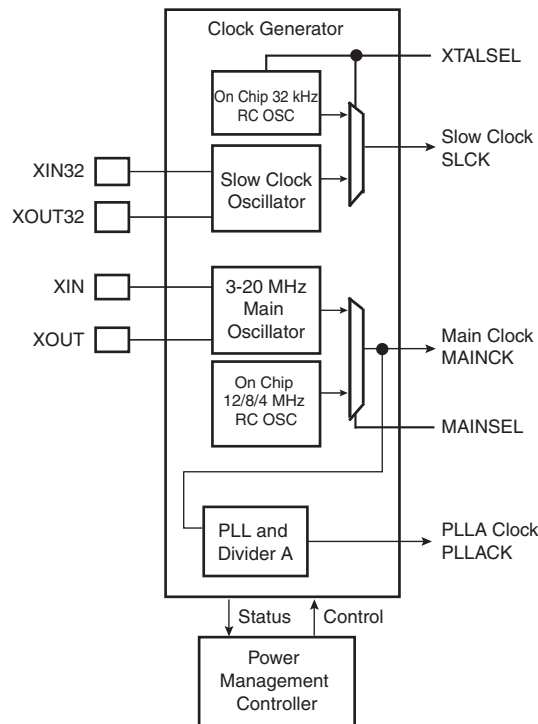 Clock Generator
XTALSEL
On Chip 32 kHz
RC OSC
Slow Clock
SLCK
XIN32
Slow Clock
Oscillator
XOUT32
XIN
3-20 MHz
Main
Oscillator
XOUT
Main Clock
MAINCK
On Chip
12/8/4 MHz
RC OSC
MAINSEL
PLL and
Divider A
PLLA Clock
PLLACK
Status
Control
Power
Management
Controller